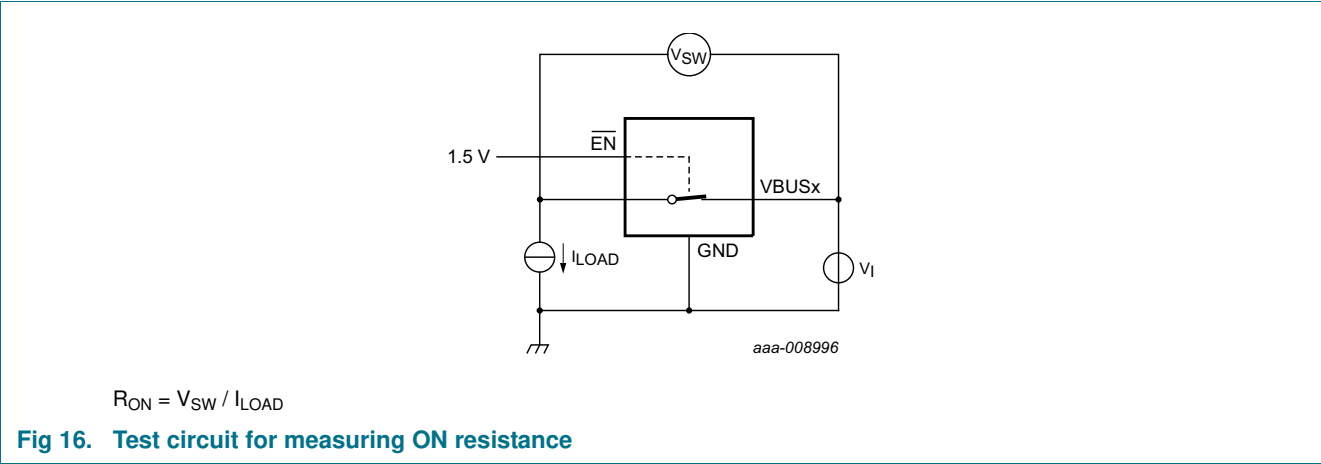 VSW
EN
1.5 V
VBUSx
GND
ILOAD
VI
aaa-008996
RON = VSW / ILOAD
Fig 16. Test circuit for measuring ON resistance